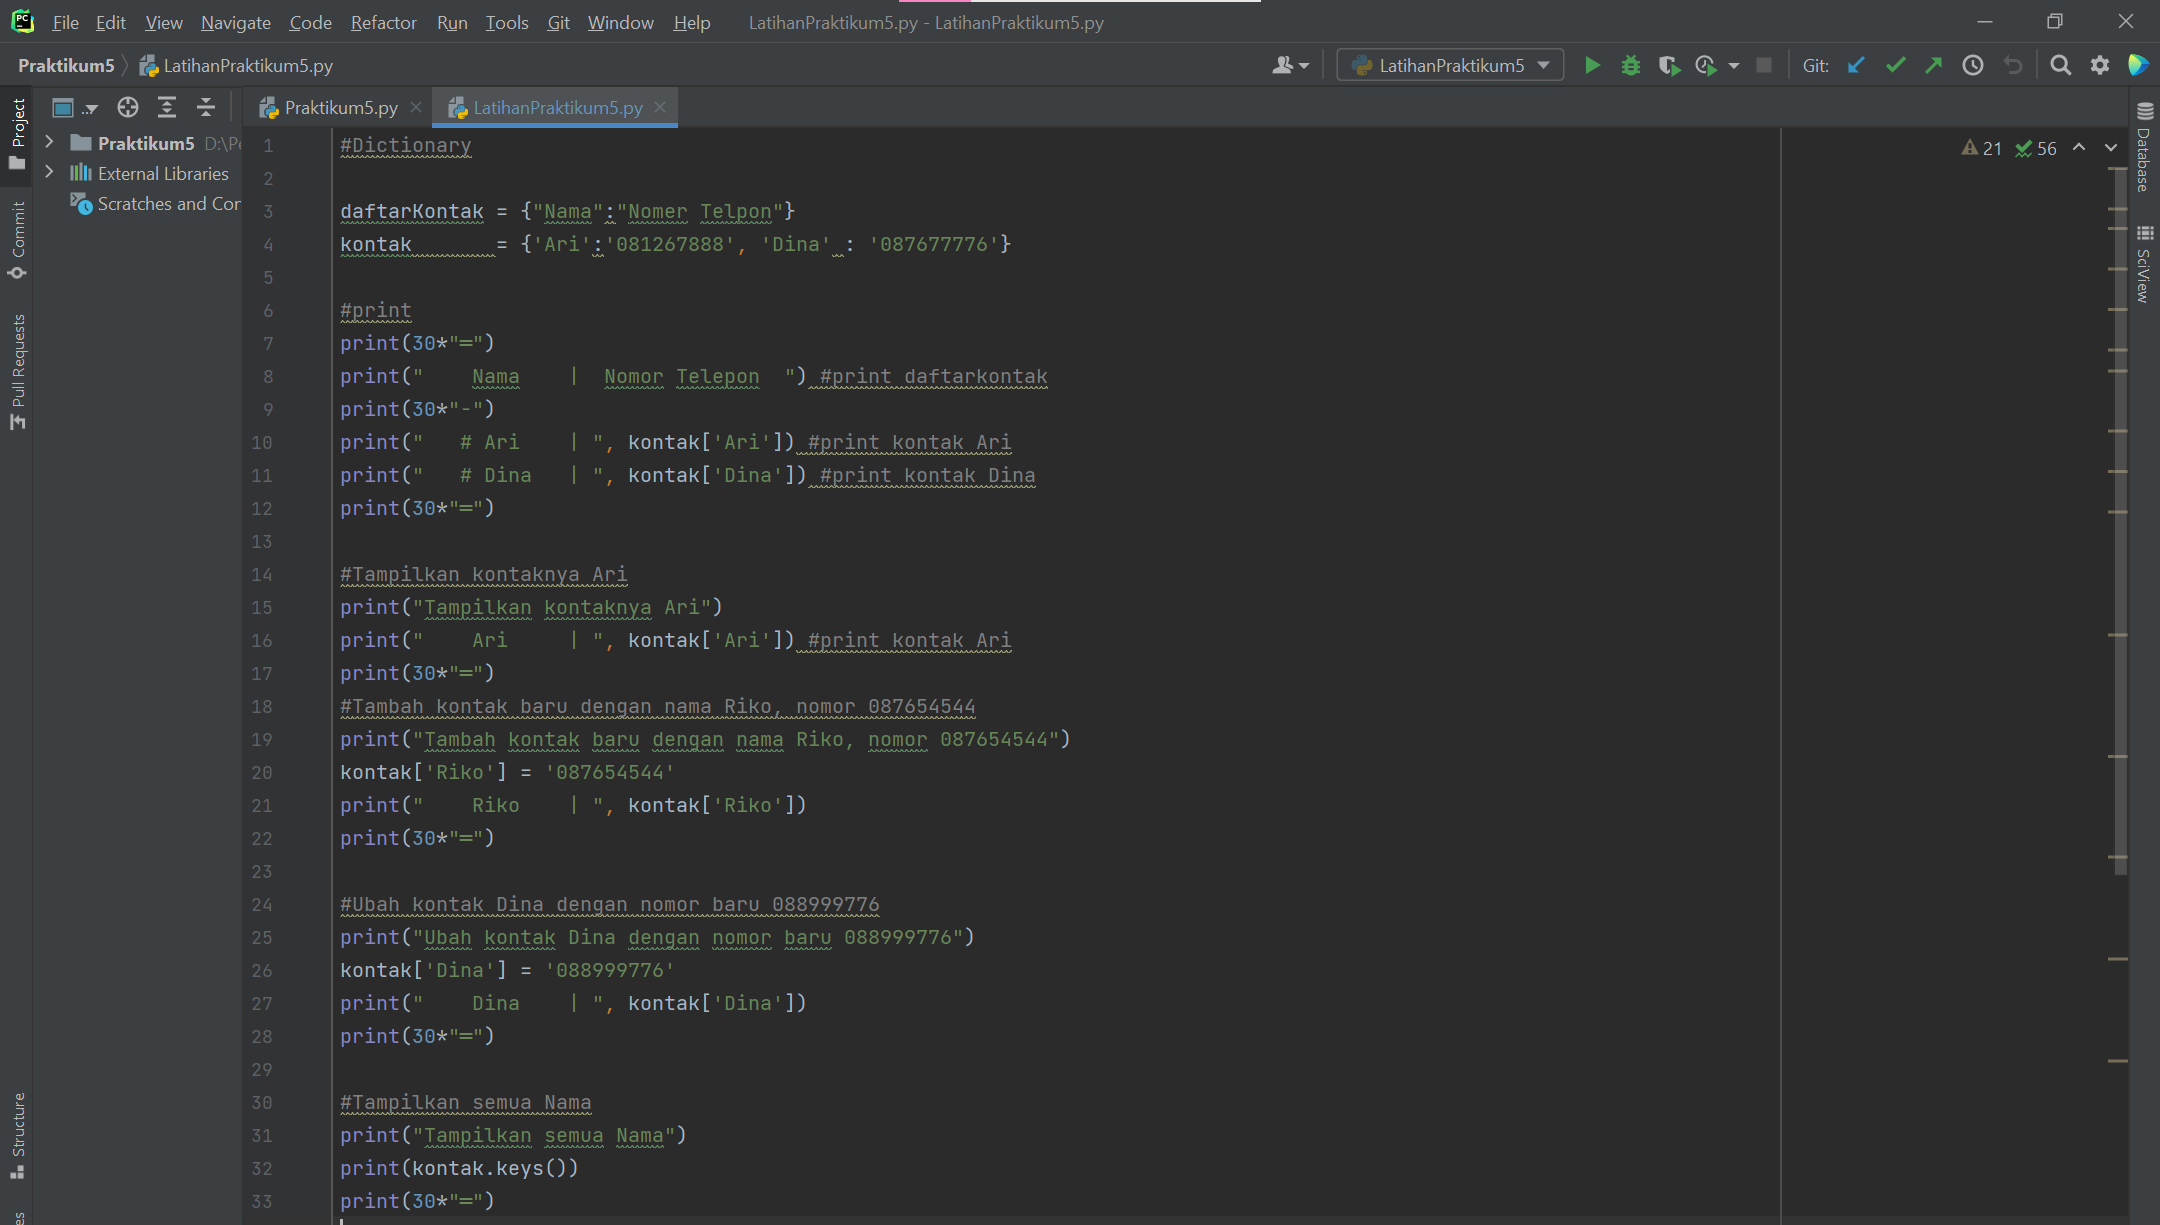 File Edit View Navigate Code Refactor Run Tools Git Window Help LatihanPraktikum5.py - LatihanPraktikum5.py
Praktikum5 LatihanPraktikum5.py LatihanPraktikum5 Git:
Project
Commit
Pull Requests
Structure
Database
SciView
Praktikum5 D:\Pe
External Libraries
Scratches and Cor
Praktikum5.py LatihanPraktikum5.py
21 56
1 #Dictionary
2
3 daftarKontak = {"Nama":"Nomer Telpon"}
4 kontak       = {'Ari':'081267888', 'Dina' : '087677776'}
5
6 #print
7 print(30*"=")
8 print("    Nama    |  Nomor Telepon  ") #print daftarkontak
9 print(30*"-")
10 print("   # Ari    | ", kontak['Ari']) #print kontak Ari
11 print("   # Dina   | ", kontak['Dina']) #print kontak Dina
12 print(30*"=")
13
14 #Tampilkan kontaknya Ari
15 print("Tampilkan kontaknya Ari")
16 print("    Ari     | ", kontak['Ari']) #print kontak Ari
17 print(30*"=")
18 #Tambah kontak baru dengan nama Riko, nomor 087654544
19 print("Tambah kontak baru dengan nama Riko, nomor 087654544")
20 kontak['Riko'] = '087654544'
21 print("    Riko    | ", kontak['Riko'])
22 print(30*"=")
23
24 #Ubah kontak Dina dengan nomor baru 088999776
25 print("Ubah kontak Dina dengan nomor baru 088999776")
26 kontak['Dina'] = '088999776'
27 print("    Dina    | ", kontak['Dina'])
28 print(30*"=")
29
30 #Tampilkan semua Nama
31 print("Tampilkan semua Nama")
32 print(kontak.keys())
33 print(30*"=")